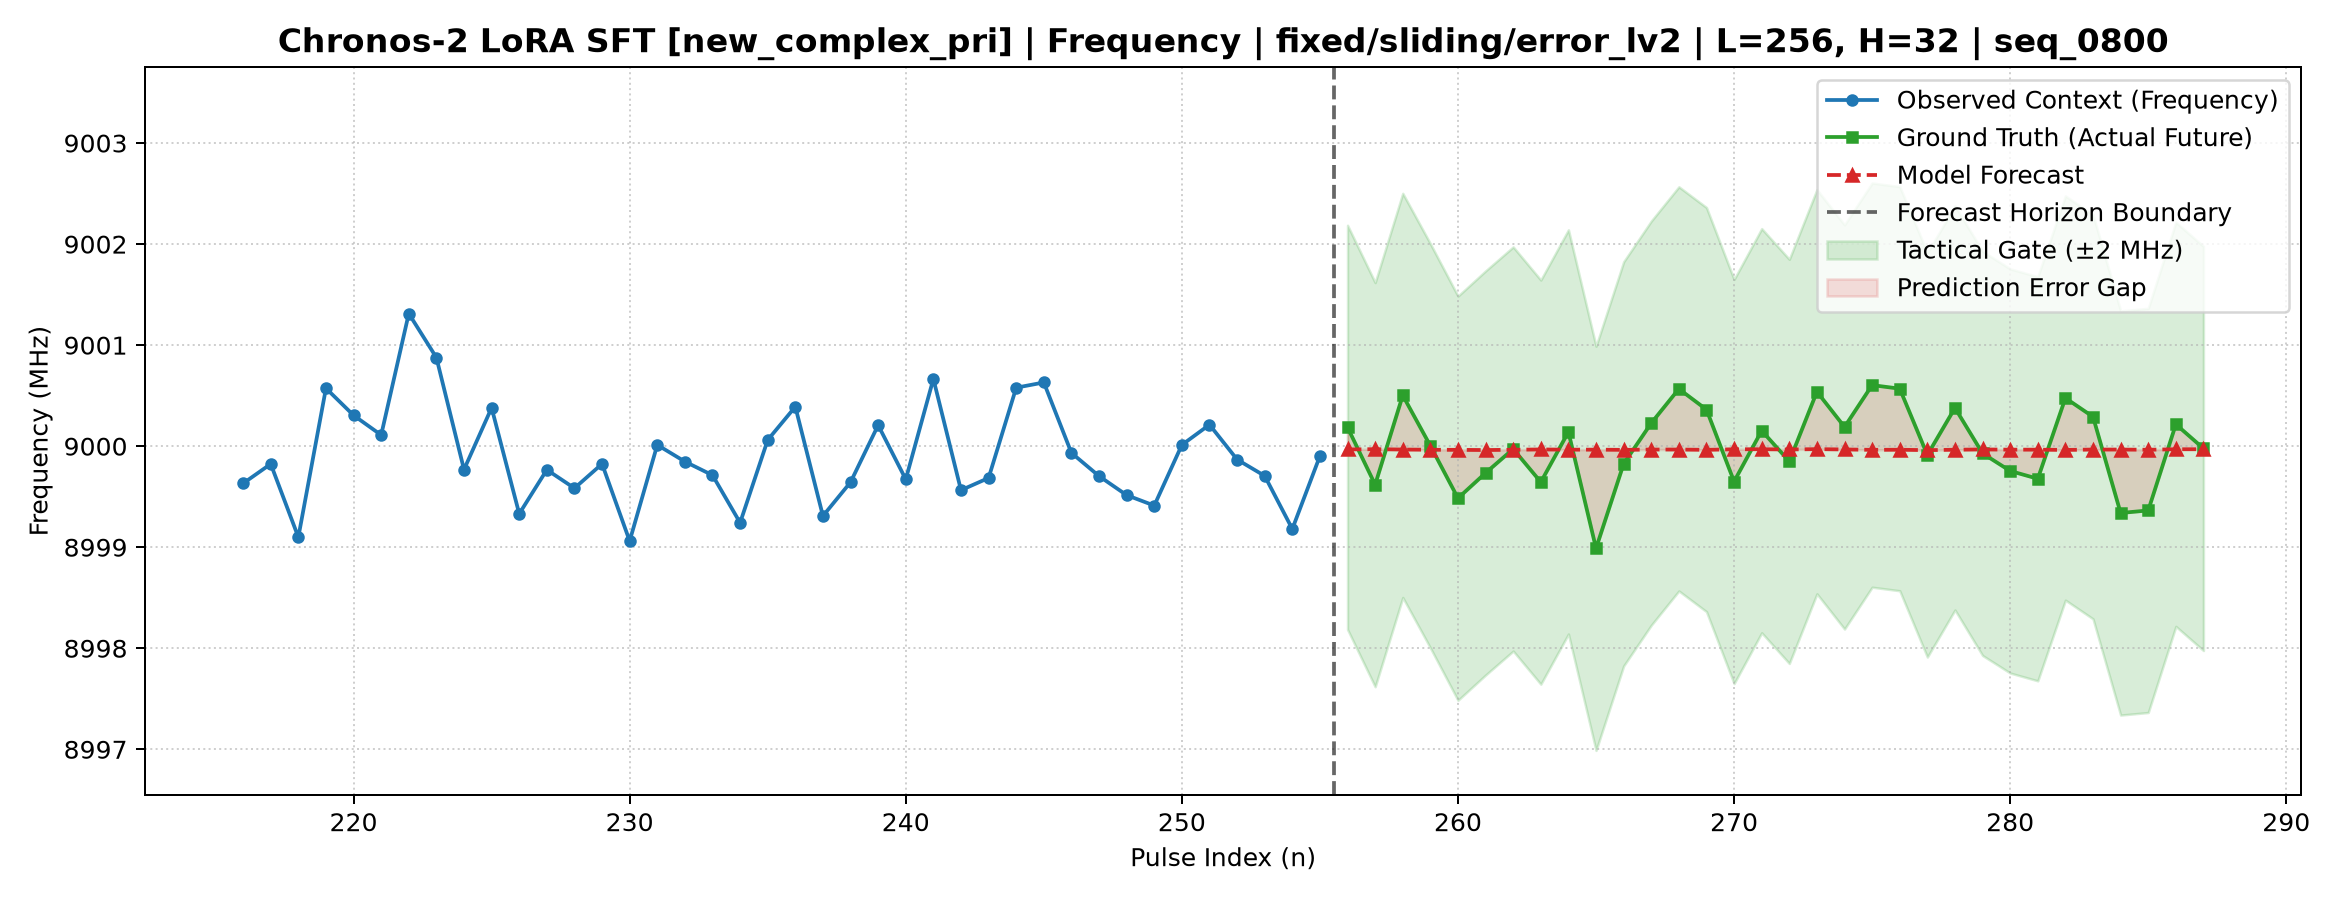 Chronos-2 LoRA SFT [new_complex_pri] | Frequency | fixed/sliding/error_lv2 | L=256, H=32 | seq_0800
Observed Context (Frequency)
Ground Truth (Actual Future)
Model Forecast
Forecast Horizon Boundary
Tactical Gate (±2 MHz)
Prediction Error Gap
Frequency (MHz)
9003
9002
9001
9000
8999
8998
8997
220 230 240 250 260 270 280 290
Pulse Index (n)